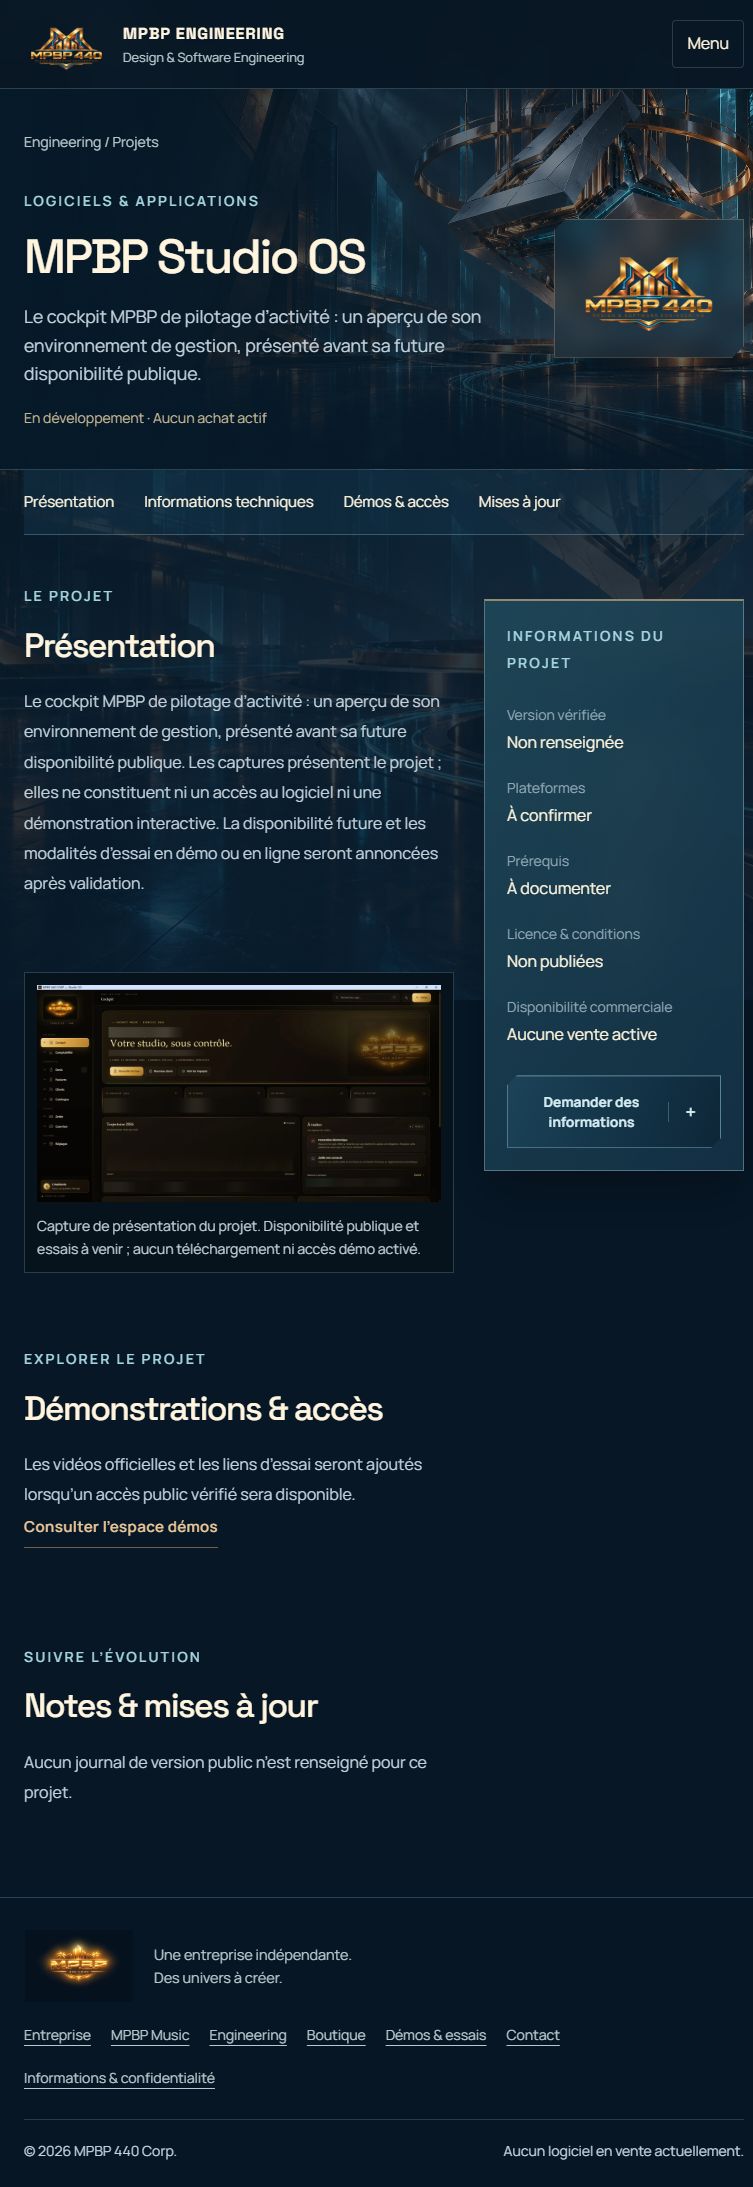 MPBP 440
MPBP ENGINEERING
Design & Software Engineering
Menu
Engineering / Projets
LOGICIELS & APPLICATIONS
MPBP Studio OS
Le cockpit MPBP de pilotage d’activité : un aperçu de son
environnement de gestion, présenté avant sa future
disponibilité publique.
En développement · Aucun achat actif
MPBP 440
Présentation
Informations techniques
Démos & accès
Mises à jour
LE PROJET
Présentation
Le cockpit MPBP de pilotage d’activité : un aperçu de son
environnement de gestion, présenté avant sa future
disponibilité publique. Les captures présentent le projet ;
elles ne constituent ni un accès au logiciel ni une
démonstration interactive. La disponibilité future et les
modalités d’essai en démo ou en ligne seront annoncées
après validation.
INFORMATIONS DU
PROJET
Version vérifiée
Non renseignée
Plateformes
À confirmer
Prérequis
À documenter
Licence & conditions
Non publiées
Disponibilité commerciale
Aucune vente active
Demander des
informations
+
Cockpit
Votre studio, sous contrôle.
Capture de présentation du projet. Disponibilité publique et
essais à venir ; aucun téléchargement ni accès démo activé.
EXPLORER LE PROJET
Démonstrations & accès
Les vidéos officielles et les liens d’essai seront ajoutés
lorsqu’un accès public vérifié sera disponible.
Consulter l’espace démos
SUIVRE L’ÉVOLUTION
Notes & mises à jour
Aucun journal de version public n’est renseigné pour ce
projet.
MPBP
Une entreprise indépendante.
Des univers à créer.
Entreprise
MPBP Music
Engineering
Boutique
Démos & essais
Contact
Informations & confidentialité
© 2026 MPBP 440 Corp.
Aucun logiciel en vente actuellement.